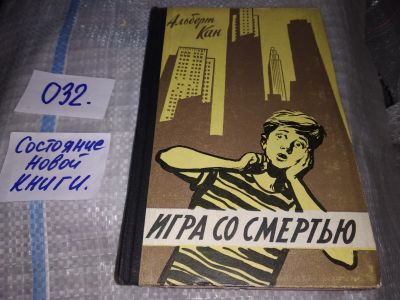 032.
Состояние
новой
книги.
Альберт
Кан
ИГРА СО СМЕРТЬЮ